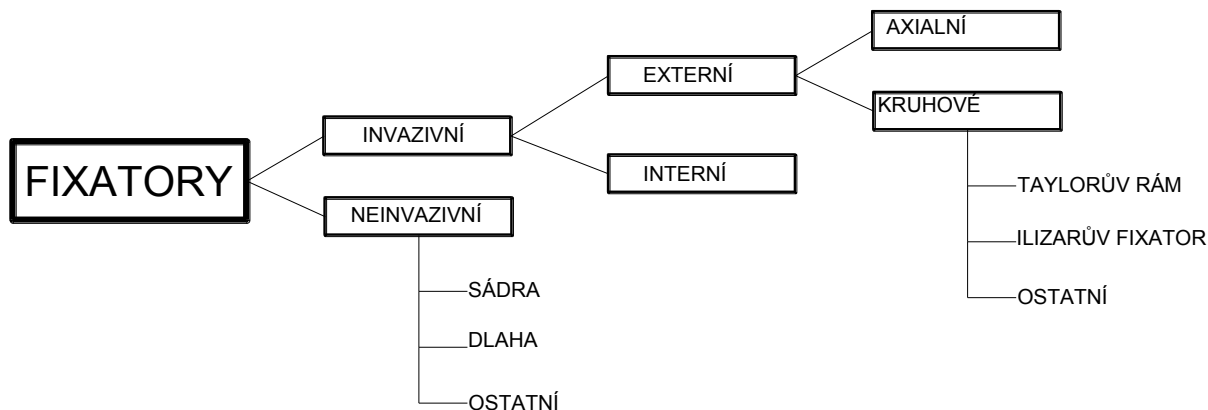 FIXATORY
INVAZIVNÍ
NEINVAZIVNÍ
SÁDRA
DLAHA
OSTATNÍ
EXTERNÍ
INTERNÍ
AXIALNÍ
KRUHOVÉ
TAYLORŮV RÁM
ILIZARŮV FIXATOR
OSTATNÍ